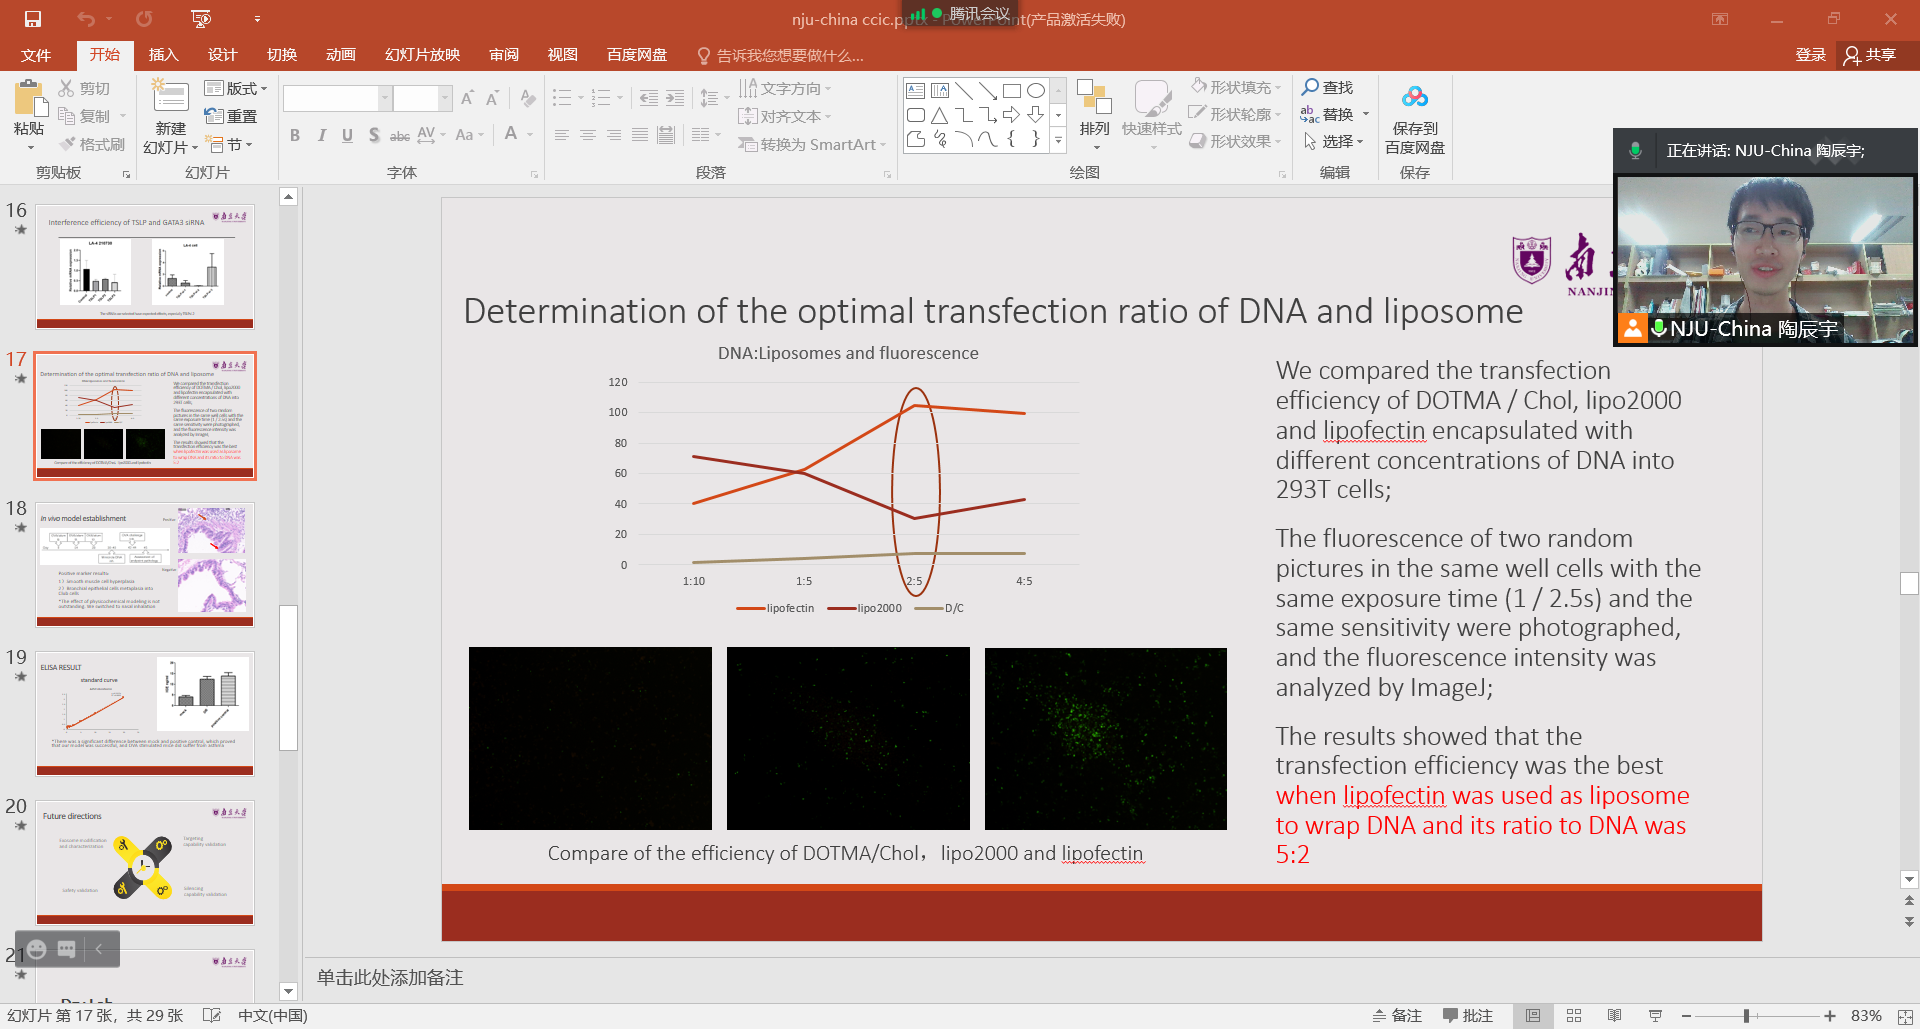 nju-china ccic.pptx - PowerPoint(产品激活失败)
腾讯会议
文件 开始 插入 设计 切换 动画 幻灯片放映 审阅 视图 百度网盘 告诉我您想要做什么... 登录 共享
粘贴 剪切 复制 格式刷 剪贴板
新建 幻灯片 版式 重置 节 幻灯片
B I U S abc AV Aa A 字体
文字方向 对齐文本 转换为 SmartArt 段落
排列 快速样式 形状填充 形状轮廓 形状效果 绘图
查找 替换 选择 编辑
保存到 百度网盘 保存
正在讲话: NJU-China 陶辰宇;
NJU-China 陶辰宇
16
Interference efficiency of TSLP and GATA3 siRNA
17
Determination of the optimal transfection ratio of DNA and liposome
18
In vivo model establishment
19
ELISA RESULT
standard curve
20
Future directions
21
Determination of the optimal transfection ratio of DNA and liposome
DNA:Liposomes and fluorescence
120
100
80
60
40
20
0
1:10 1:5 2:5 4:5
lipofectin lipo2000 D/C
Compare of the efficiency of DOTMA/Chol，lipo2000 and lipofectin
We compared the transfection
efficiency of DOTMA / Chol, lipo2000
and lipofectin encapsulated with
different concentrations of DNA into
293T cells;
The fluorescence of two random
pictures in the same well cells with the
same exposure time (1 / 2.5s) and the
same sensitivity were photographed,
and the fluorescence intensity was
analyzed by ImageJ;
The results showed that the
transfection efficiency was the best
when lipofectin was used as liposome
to wrap DNA and its ratio to DNA was
5:2
单击此处添加备注
幻灯片 第 17 张，共 29 张 中文(中国) 备注 批注 83%